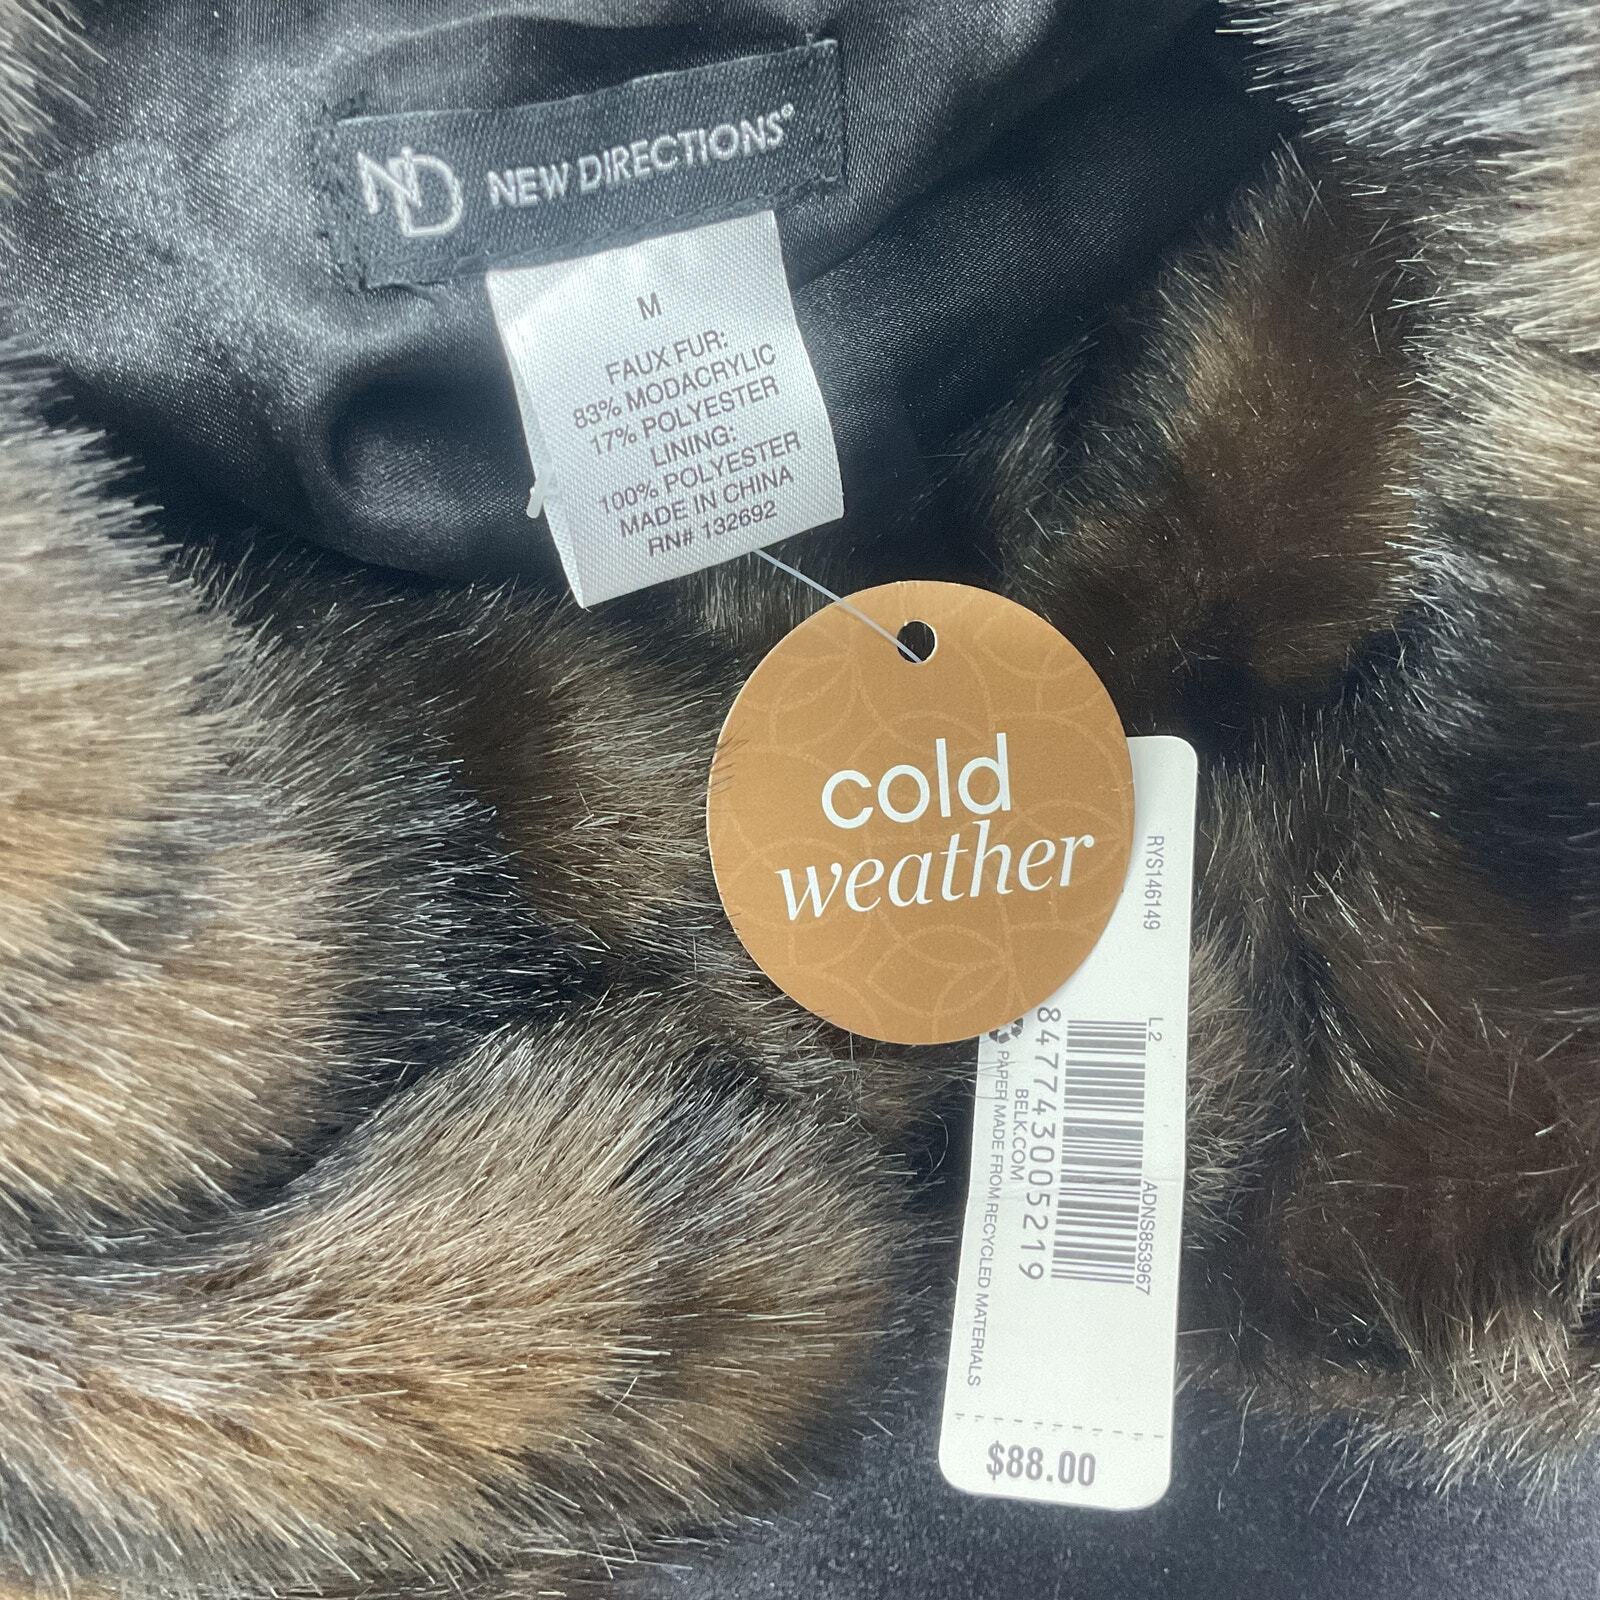 ND NEW DIRECTIONS®
M
FAUX FUR:
83% MODACRYLIC
17% POLYESTER
LINING:
100% POLYESTER
MADE IN CHINA
RN# 132692
cold
weather
RYS146149
L2
ADNS853967
847743005219
BELK.COM
PAPER MADE FROM RECYCLED MATERIALS
$88.00